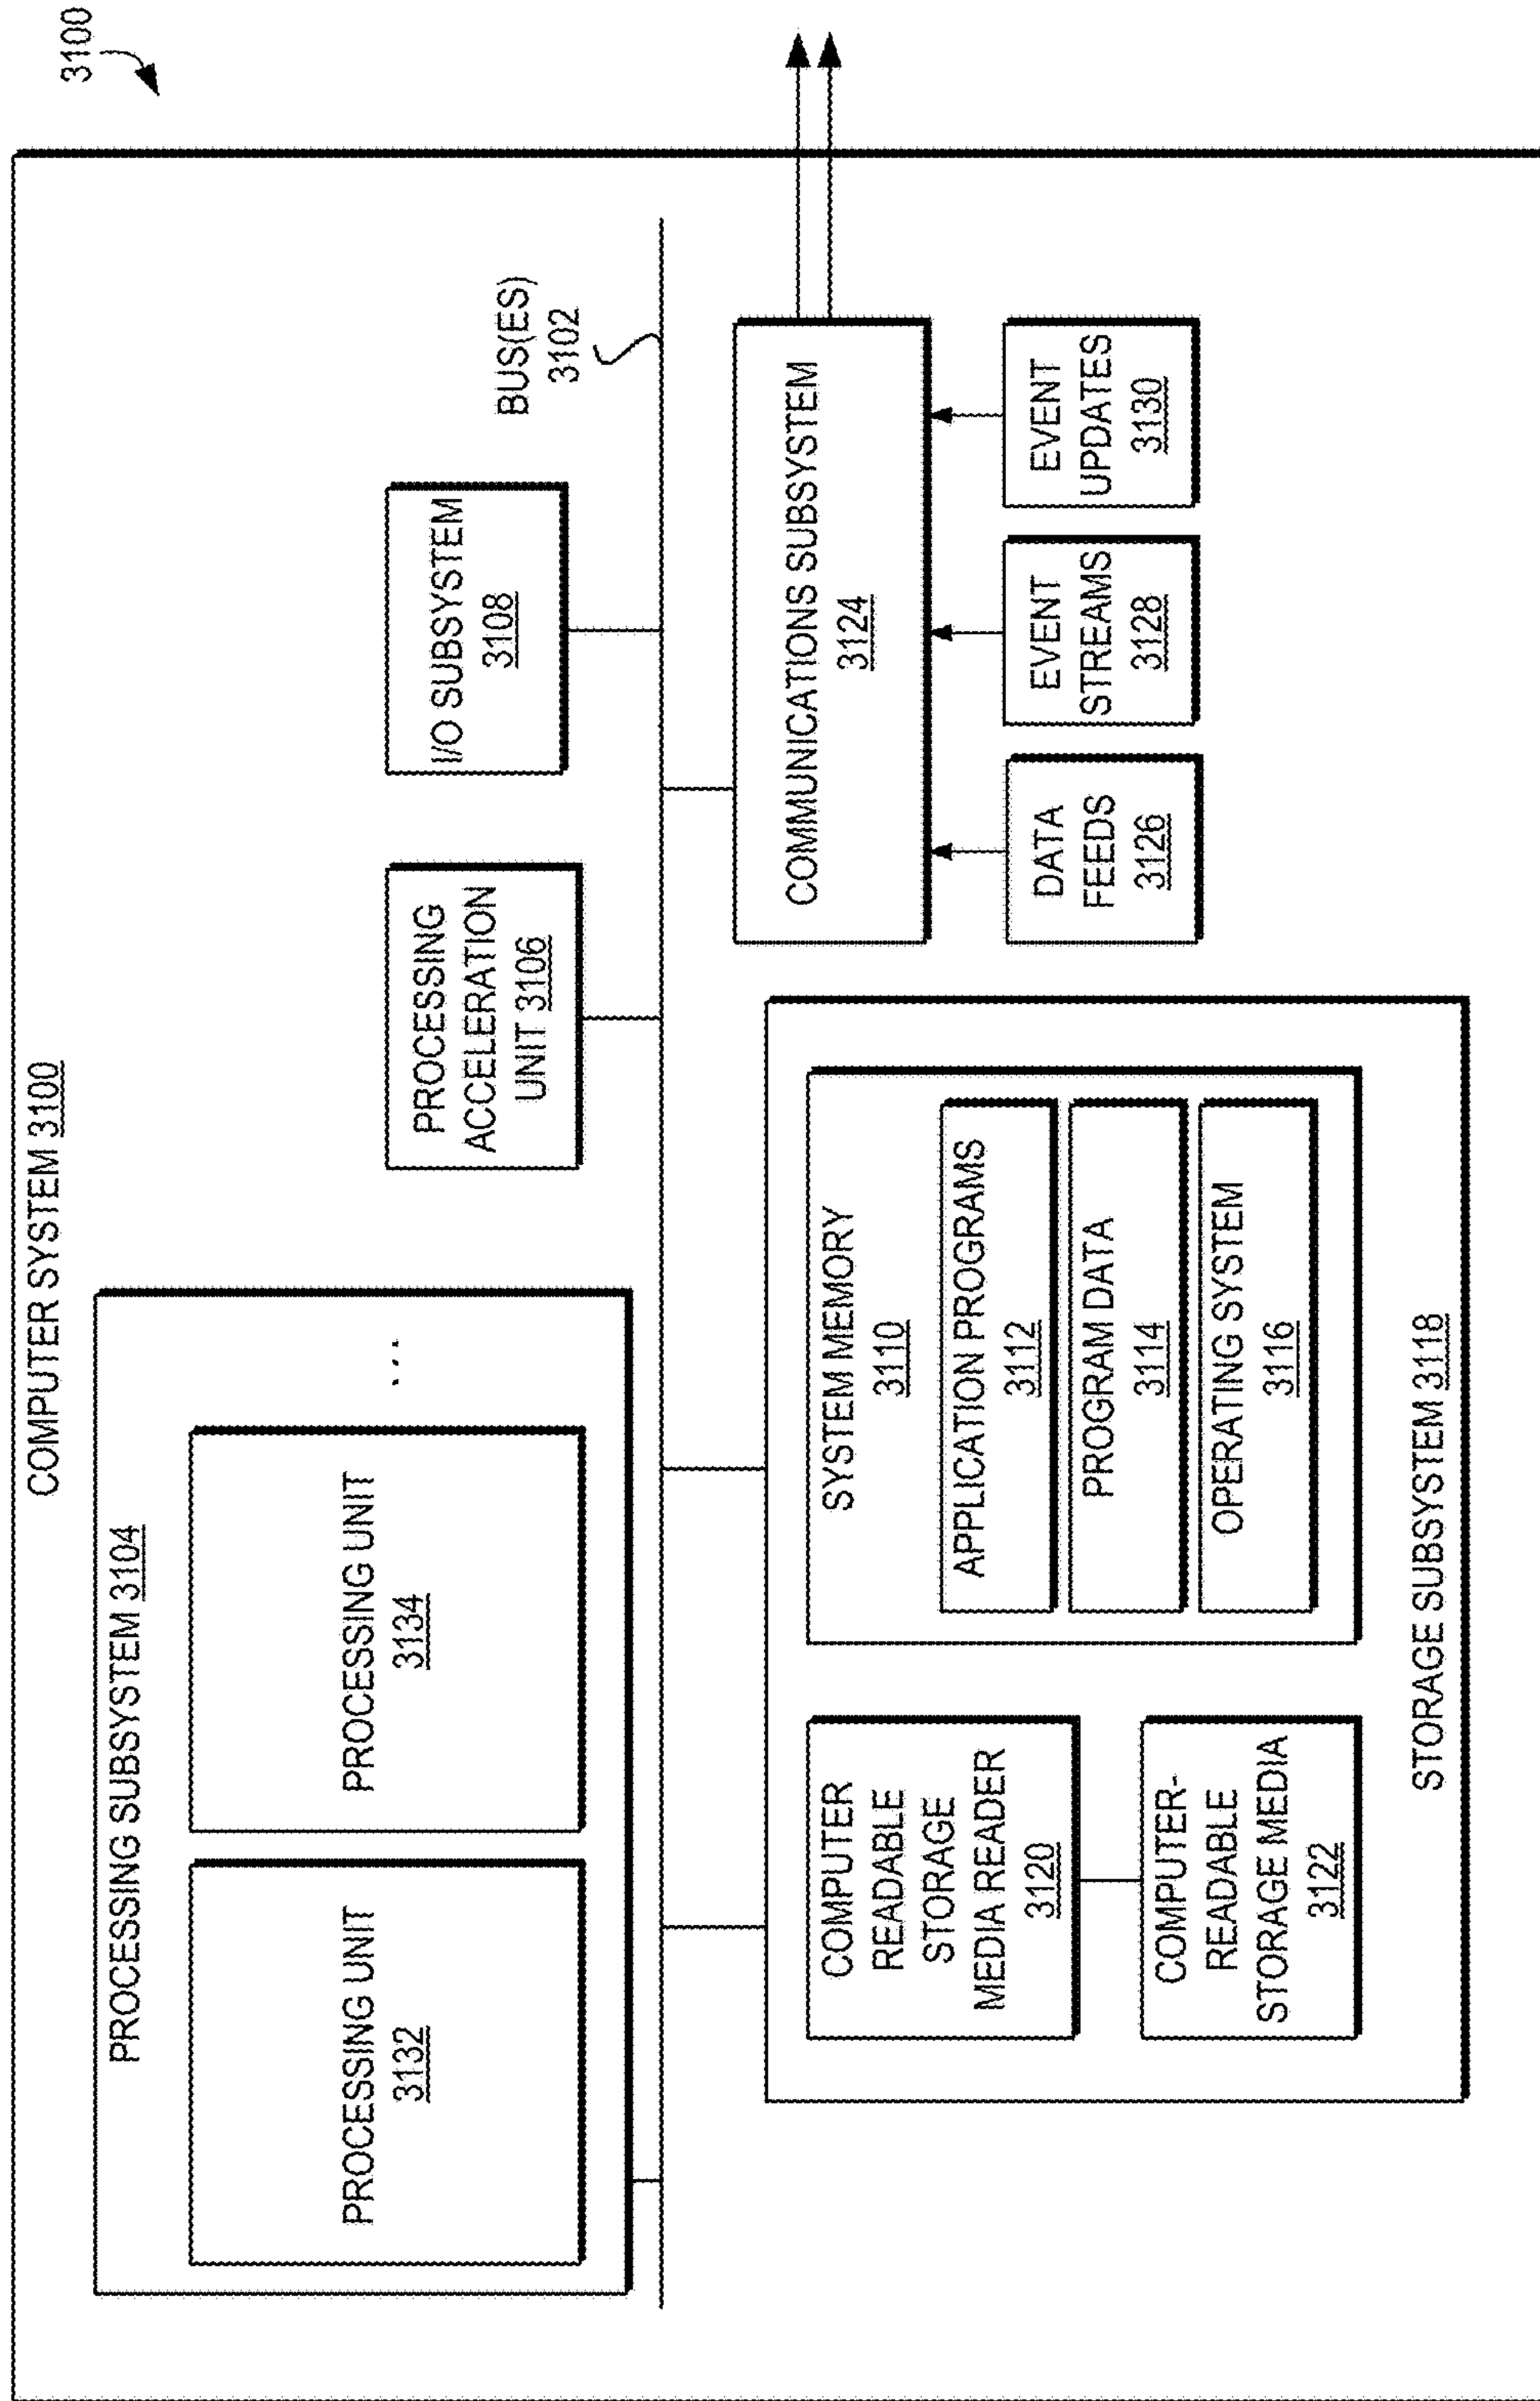 3100
COMPUTER SYSTEM 3100
PROCESSING SUBSYSTEM 3104
PROCESSING UNIT
3132
PROCESSING UNIT
3134
...
PROCESSING
ACCELERATION
UNIT 3106
I/O SUBSYSTEM
3108
BUS(ES)
3102
COMPUTER
READABLE
STORAGE
MEDIA READER
3120
COMPUTER-
READABLE
STORAGE MEDIA
3122
SYSTEM MEMORY
3110
APPLICATION PROGRAMS
3112
PROGRAM DATA
3114
OPERATING SYSTEM
3116
STORAGE SUBSYSTEM 3118
COMMUNICATIONS SUBSYSTEM
3124
DATA
FEEDS
3126
EVENT
STREAMS
3128
EVENT
UPDATES
3130